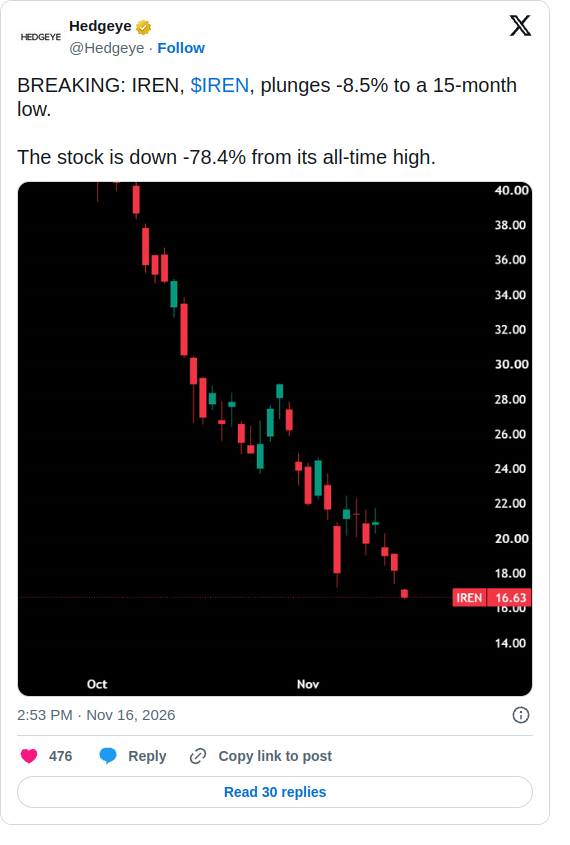 HEDGEYE
Hedgeye
@Hedgeye · Follow
BREAKING: IREN, $IREN, plunges -8.5% to a 15-month
low.
The stock is down -78.4% from its all-time high.
40.00
38.00
36.00
34.00
32.00
30.00
28.00
26.00
24.00
22.00
20.00
18.00
IREN 16.63
16.00
14.00
Oct Nov
2:53 PM · Nov 16, 2026
476 Reply Copy link to post
Read 30 replies